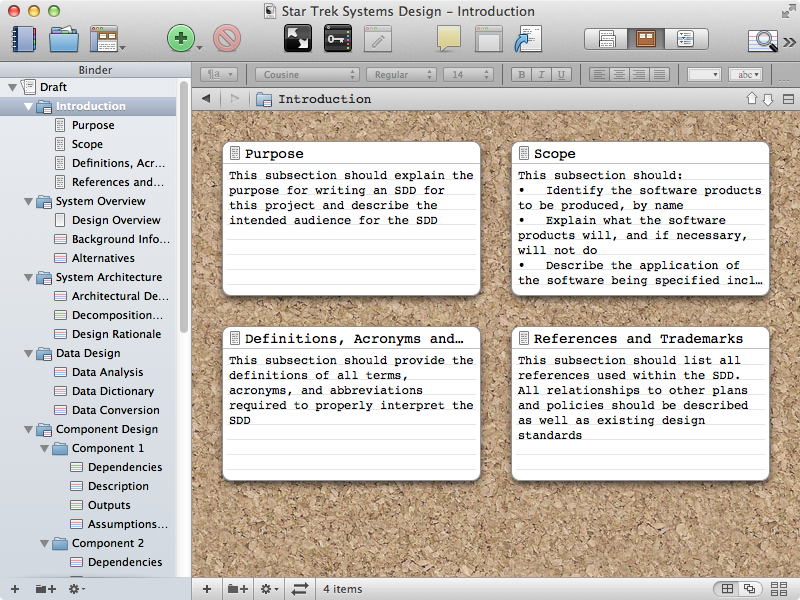 Star Trek Systems Design – Introduction
Binder
¶a
Cousine
Regular
14
B
I
U
abc
Introduction
Draft
Introduction
Purpose
Scope
Definitions, Acr...
References and...
System Overview
Design Overview
Background Info...
Alternatives
System Architecture
Architectural De...
Decomposition...
Design Rationale
Data Design
Data Analysis
Data Dictionary
Data Conversion
Component Design
Component 1
Dependencies
Description
Outputs
Assumptions...
Component 2
Dependencies
Purpose
This subsection should explain the
purpose for writing an SDD for
this project and describe the
intended audience for the SDD
Scope
This subsection should:
• Identify the software products
to be produced, by name
• Explain what the software
products will, and if necessary,
will not do
• Describe the application of
the software being specified incl…
Definitions, Acronyms and…
This subsection should provide the
definitions of all terms,
acronyms, and abbreviations
required to properly interpret the
SDD
References and Trademarks
This subsection should list all
references used within the SDD.
All relationships to other plans
and policies should be described
as well as existing design
standards
4 items